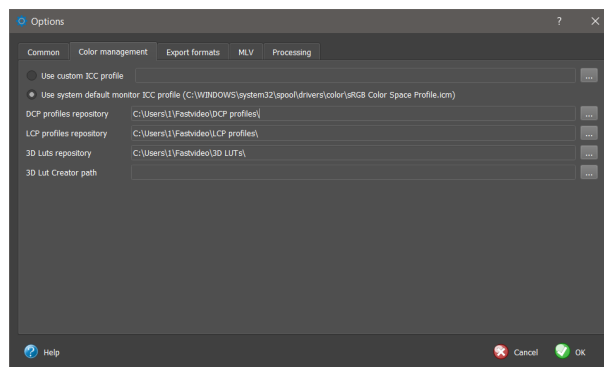 Options ? ×
Common Color management Export formats MLV Processing
Use custom ICC profile ...
Use system default monitor ICC profile (C:\WINDOWS\system32\spool\drivers\color\sRGB Color Space Profile.icm)
DCP profiles repository C:\Users\1\Fastvideo\DCP profiles\ ...
LCP profiles repository C:\Users\1\Fastvideo\LCP profiles\ ...
3D Luts repository C:\Users\1\Fastvideo\3D LUTs\ ...
3D Lut Creator path ...
? Help Cancel OK